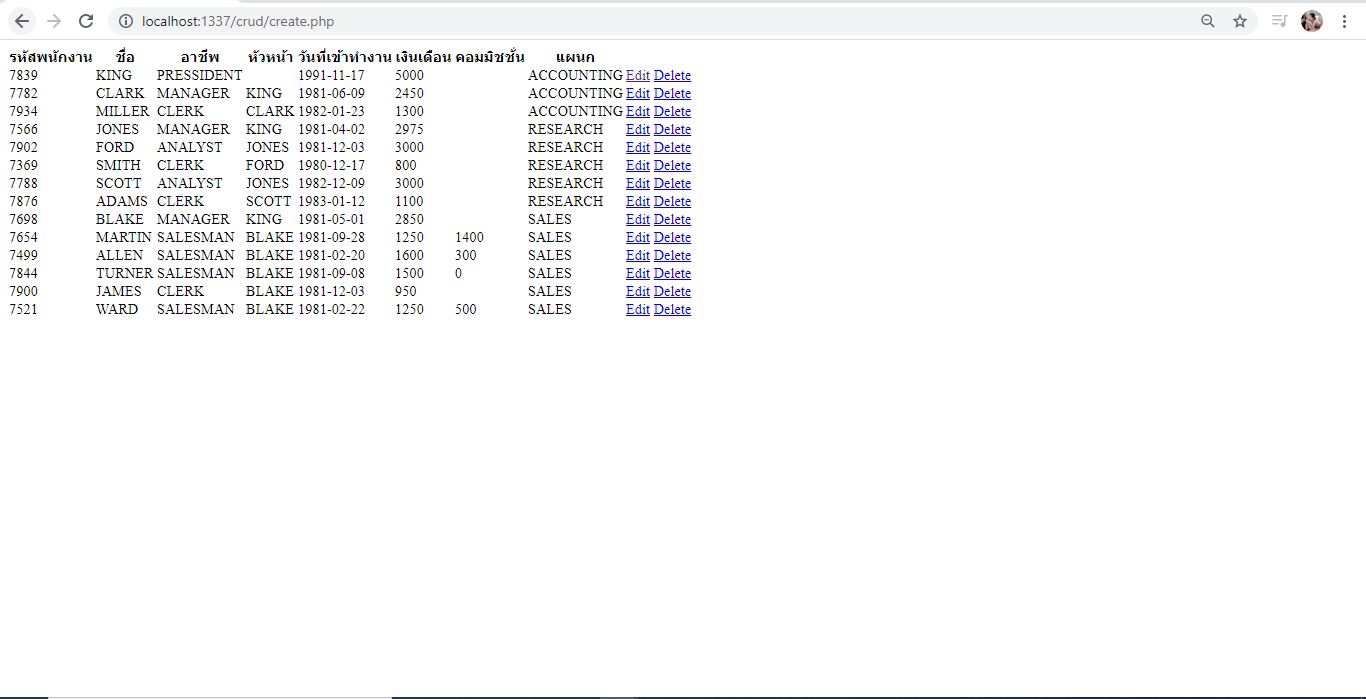 localhost:1337/crud/create.php
รหัสพนักงาน ชื่อ อาชีพ หัวหน้า วันที่เข้าทำงาน เงินเดือน คอมมิชชั่น แผนก
7839 KING PRESSIDENT 1991-11-17 5000 ACCOUNTING Edit Delete
7782 CLARK MANAGER KING 1981-06-09 2450 ACCOUNTING Edit Delete
7934 MILLER CLERK CLARK 1982-01-23 1300 ACCOUNTING Edit Delete
7566 JONES MANAGER KING 1981-04-02 2975 RESEARCH Edit Delete
7902 FORD ANALYST JONES 1981-12-03 3000 RESEARCH Edit Delete
7369 SMITH CLERK FORD 1980-12-17 800 RESEARCH Edit Delete
7788 SCOTT ANALYST JONES 1982-12-09 3000 RESEARCH Edit Delete
7876 ADAMS CLERK SCOTT 1983-01-12 1100 RESEARCH Edit Delete
7698 BLAKE MANAGER KING 1981-05-01 2850 SALES Edit Delete
7654 MARTIN SALESMAN BLAKE 1981-09-28 1250 1400 SALES Edit Delete
7499 ALLEN SALESMAN BLAKE 1981-02-20 1600 300 SALES Edit Delete
7844 TURNER SALESMAN BLAKE 1981-09-08 1500 0 SALES Edit Delete
7900 JAMES CLERK BLAKE 1981-12-03 950 SALES Edit Delete
7521 WARD SALESMAN BLAKE 1981-02-22 1250 500 SALES Edit Delete